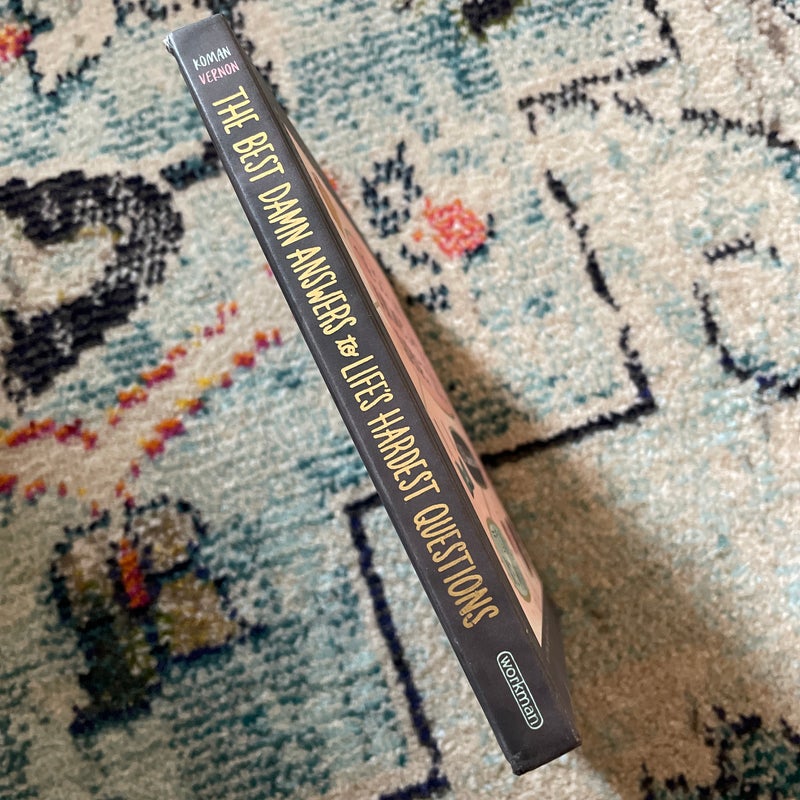 KOMAN
VERNON
THE BEST DAMN ANSWERS to LIFE'S HARDEST QUESTIONS
workman